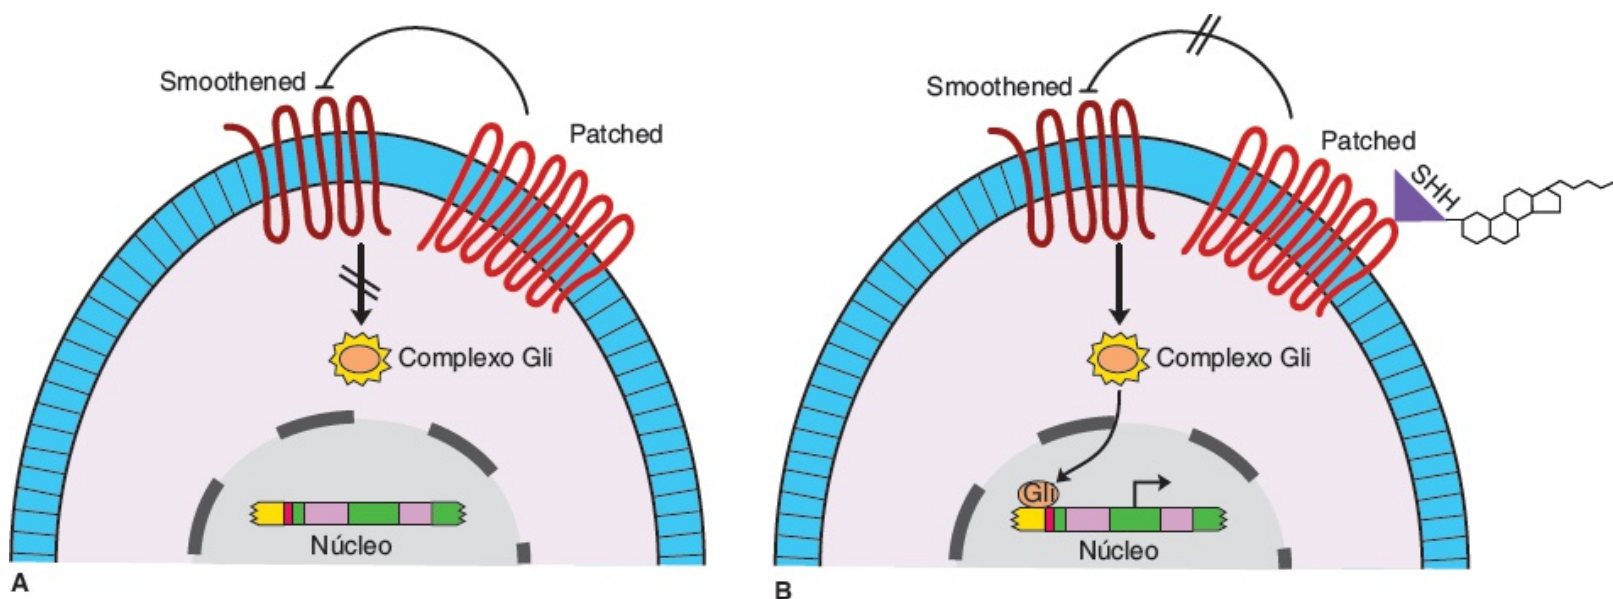 Smoothened
Patched
Complexo Gli
Núcleo
A
Smoothened
Patched
SHH
Complexo Gli
Gli
Núcleo
B